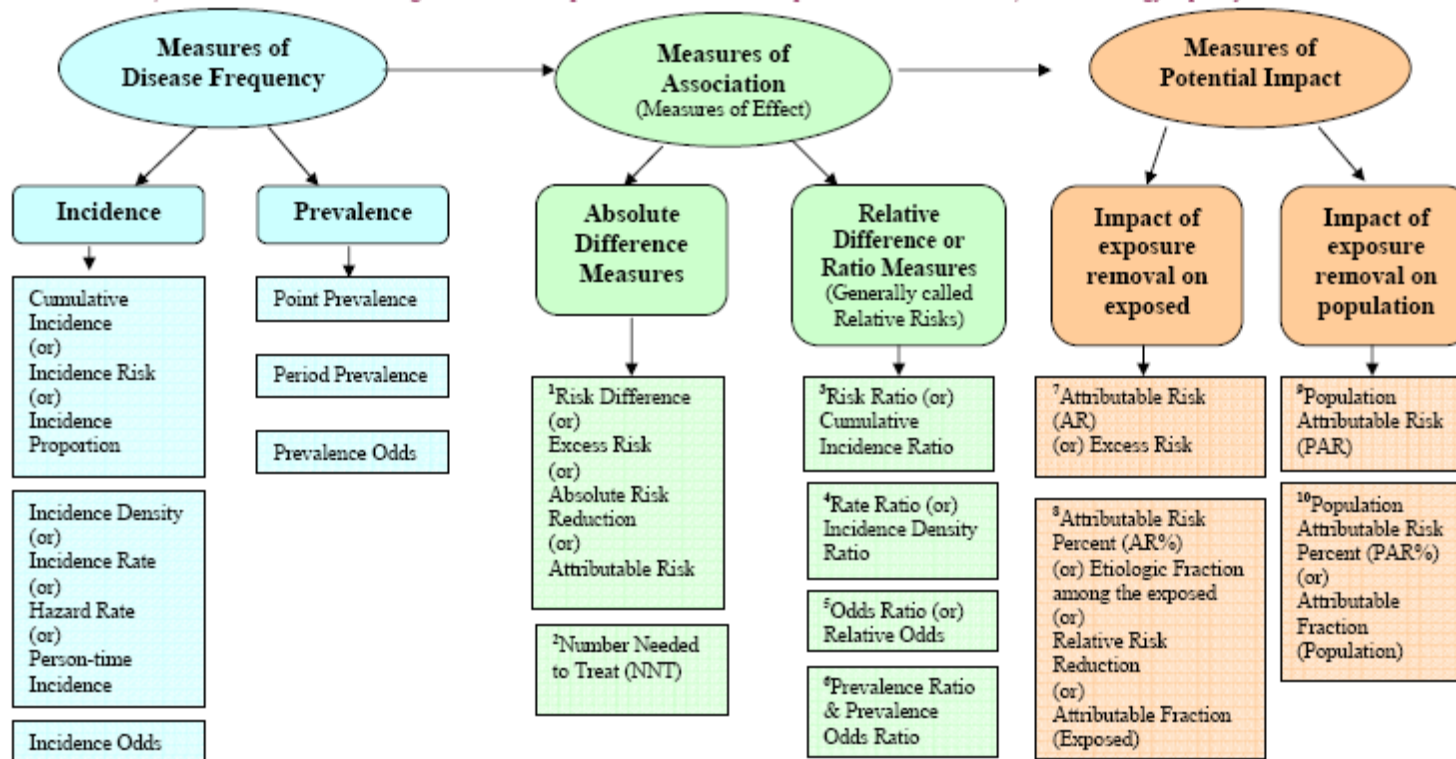 Measures of
Disease Frequency
Measures of
Association
(Measures of Effect)
Measures of
Potential Impact
Incidence
Prevalence
Absolute
Difference
Measures
Relative
Difference or
Ratio Measures
(Generally called
Relative Risks)
Impact of
exposure
removal on
exposed
Impact of
exposure
removal on
population
Cumulative
Incidence
(or)
Incidence Risk
(or)
Incidence
Proportion
Incidence Density
(or)
Incidence Rate
(or)
Hazard Rate
(or)
Person-time
Incidence
Incidence Odds
Point Prevalence
Period Prevalence
Prevalence Odds
¹Risk Difference
(or)
Excess Risk
(or)
Absolute Risk
Reduction
(or)
Attributable Risk
²Number Needed
to Treat (NNT)
³Risk Ratio (or)
Cumulative
Incidence Ratio
⁴Rate Ratio (or)
Incidence Density
Ratio
⁵Odds Ratio (or)
Relative Odds
⁶Prevalence Ratio
& Prevalence
Odds Ratio
⁷Attributable Risk
(AR)
(or) Excess Risk
⁸Attributable Risk
Percent (AR%)
(or) Etiologic Fraction
among the exposed
(or)
Relative Risk
Reduction
(or)
Attributable Fraction
(Exposed)
⁹Population
Attributable Risk
(PAR)
¹⁰Population
Attributable Risk
Percent (PAR%)
(or)
Attributable
Fraction
(Population)